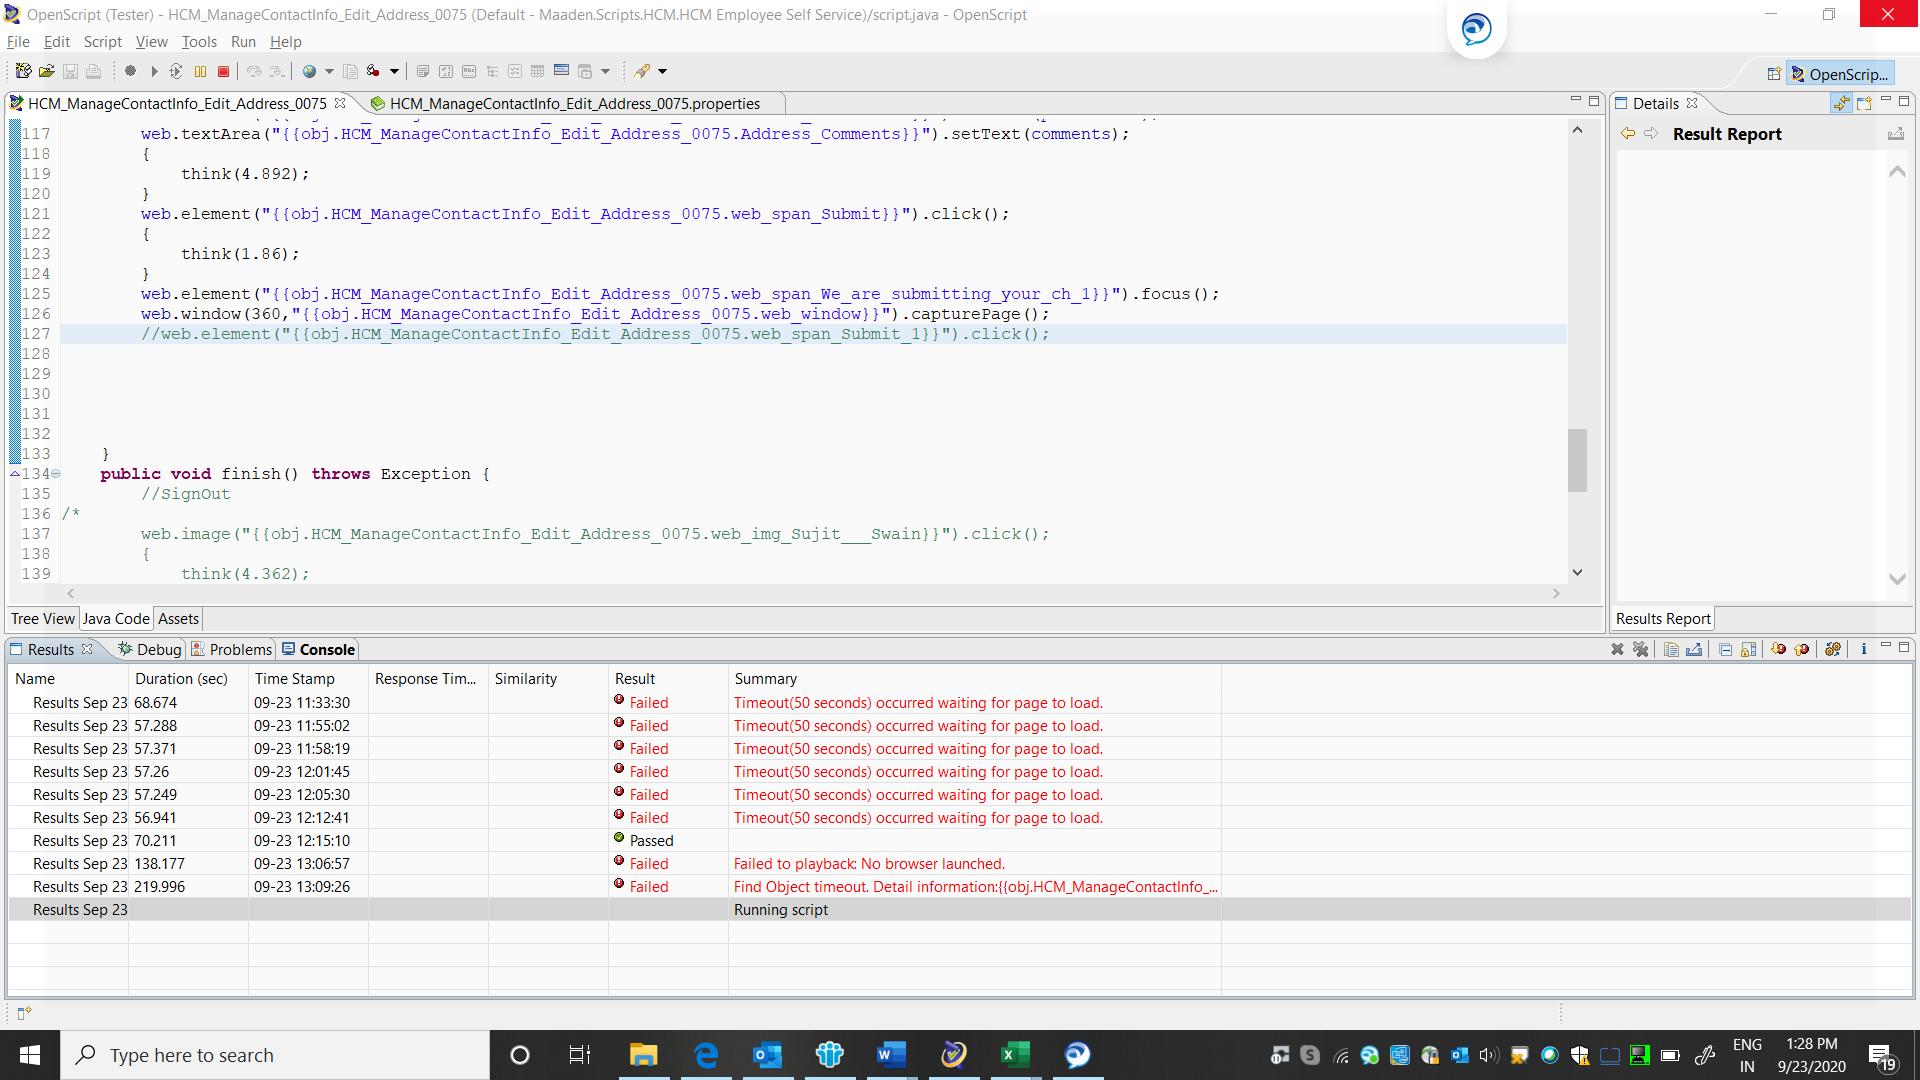 OpenScript (Tester) - HCM_ManageContactInfo_Edit_Address_0075 (Default - Maaden.Scripts.HCM.HCM Employee Self Service)/script.java - OpenScript
File Edit Script View Tools Run Help
OpenScrip...
HCM_ManageContactInfo_Edit_Address_0075 HCM_ManageContactInfo_Edit_Address_0075.properties
Details
Result Report
117 web.textArea("{{obj.HCM_ManageContactInfo_Edit_Address_0075.Address_Comments}}").setText(comments);
118 {
119 think(4.892);
120 }
121 web.element("{{obj.HCM_ManageContactInfo_Edit_Address_0075.web_span_Submit}}").click();
122 {
123 think(1.86);
124 }
125 web.element("{{obj.HCM_ManageContactInfo_Edit_Address_0075.web_span_We_are_submitting_your_ch_1}}").focus();
126 web.window(360,"{{obj.HCM_ManageContactInfo_Edit_Address_0075.web_window}}").capturePage();
127 //web.element("{{obj.HCM_ManageContactInfo_Edit_Address_0075.web_span_Submit_1}}").click();
128
129
130
131
132
133 }
134 public void finish() throws Exception {
135 //SignOut
136 /*
137 web.image("{{obj.HCM_ManageContactInfo_Edit_Address_0075.web_img_Sujit___Swain}}").click();
138 {
139 think(4.362);
Tree View Java Code Assets
Results Report
Results Debug Problems Console
Name Duration (sec) Time Stamp Response Tim... Similarity Result Summary
Results Sep 23 68.674 09-23 11:33:30 Failed Timeout(50 seconds) occurred waiting for page to load.
Results Sep 23 57.288 09-23 11:55:02 Failed Timeout(50 seconds) occurred waiting for page to load.
Results Sep 23 57.371 09-23 11:58:19 Failed Timeout(50 seconds) occurred waiting for page to load.
Results Sep 23 57.26 09-23 12:01:45 Failed Timeout(50 seconds) occurred waiting for page to load.
Results Sep 23 57.249 09-23 12:05:30 Failed Timeout(50 seconds) occurred waiting for page to load.
Results Sep 23 56.941 09-23 12:12:41 Failed Timeout(50 seconds) occurred waiting for page to load.
Results Sep 23 70.211 09-23 12:15:10 Passed
Results Sep 23 138.177 09-23 13:06:57 Failed Failed to playback: No browser launched.
Results Sep 23 219.996 09-23 13:09:26 Failed Find Object timeout. Detail information:{{obj.HCM_ManageContactInfo_...
Results Sep 23 Running script
Type here to search
ENG
IN
1:28 PM
9/23/2020
19